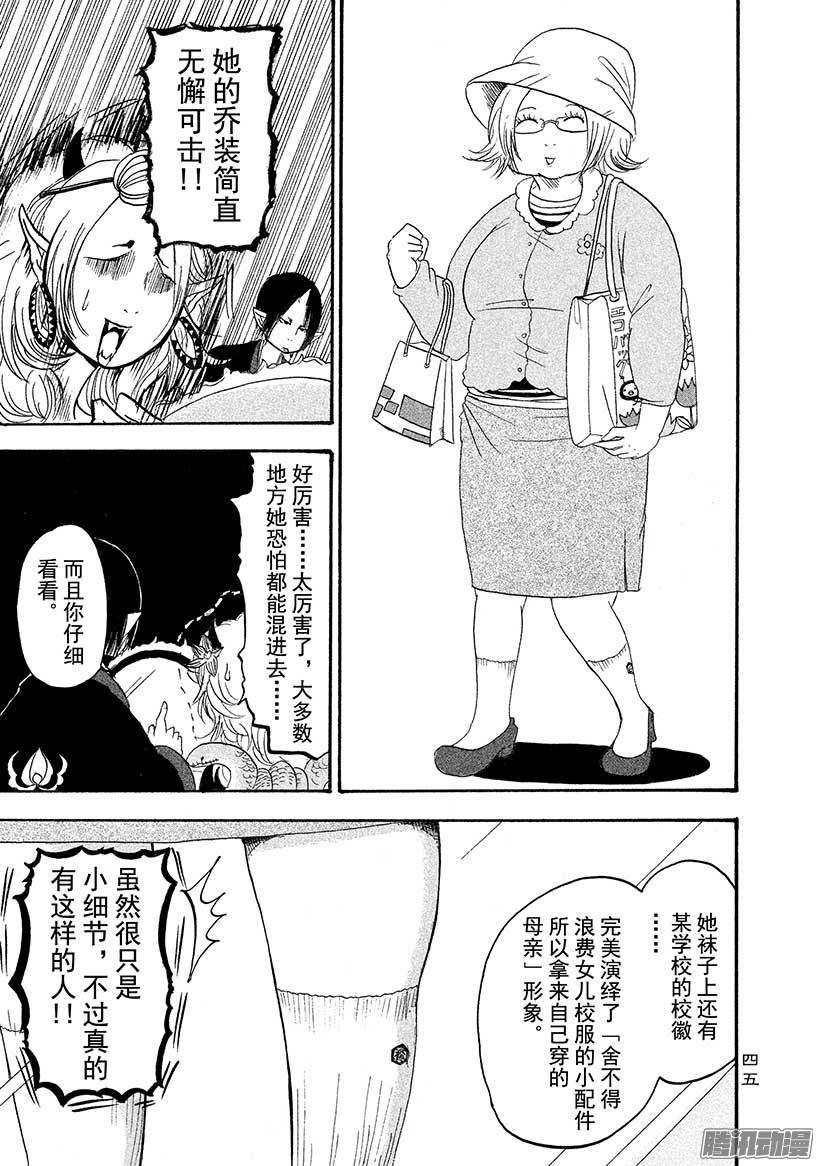 エコバッグ
她的乔装简直
无懈可击!!
好厉害……太厉害了，大多数
地方她恐怕都能混进去……
而且你仔细
看看。
她袜子上还有
某学校的校徽
……
完美演绎了「舍不得
浪费女儿校服的小配件
所以拿来自己穿的
母亲」形象。
虽然很只是
小细节，不过真的
有这样的人!!
四五
腾讯动漫